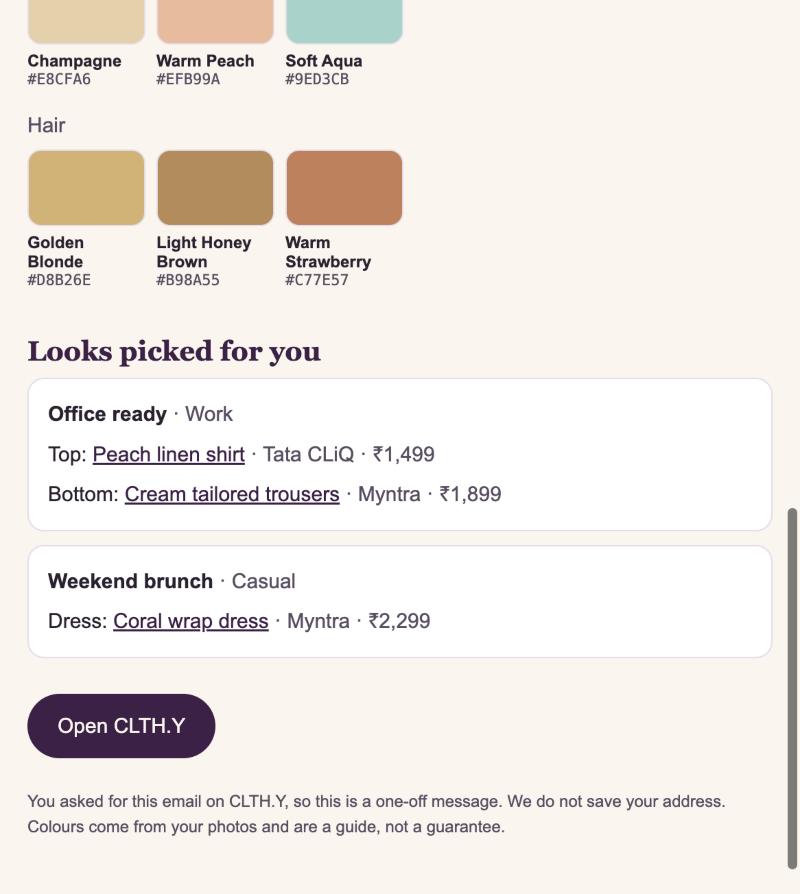 Champagne Warm Peach Soft Aqua
#E8CFA6 #EFB99A #9ED3CB
Hair
Golden Blonde Light Honey Brown Warm Strawberry
#D8B26E #B98A55 #C77E57
Looks picked for you
Office ready · Work
Top: Peach linen shirt · Tata CLiQ · ₹1,499
Bottom: Cream tailored trousers · Myntra · ₹1,899
Weekend brunch · Casual
Dress: Coral wrap dress · Myntra · ₹2,299
Open CLTH.Y
You asked for this email on CLTH.Y, so this is a one-off message. We do not save your address.
Colours come from your photos and are a guide, not a guarantee.